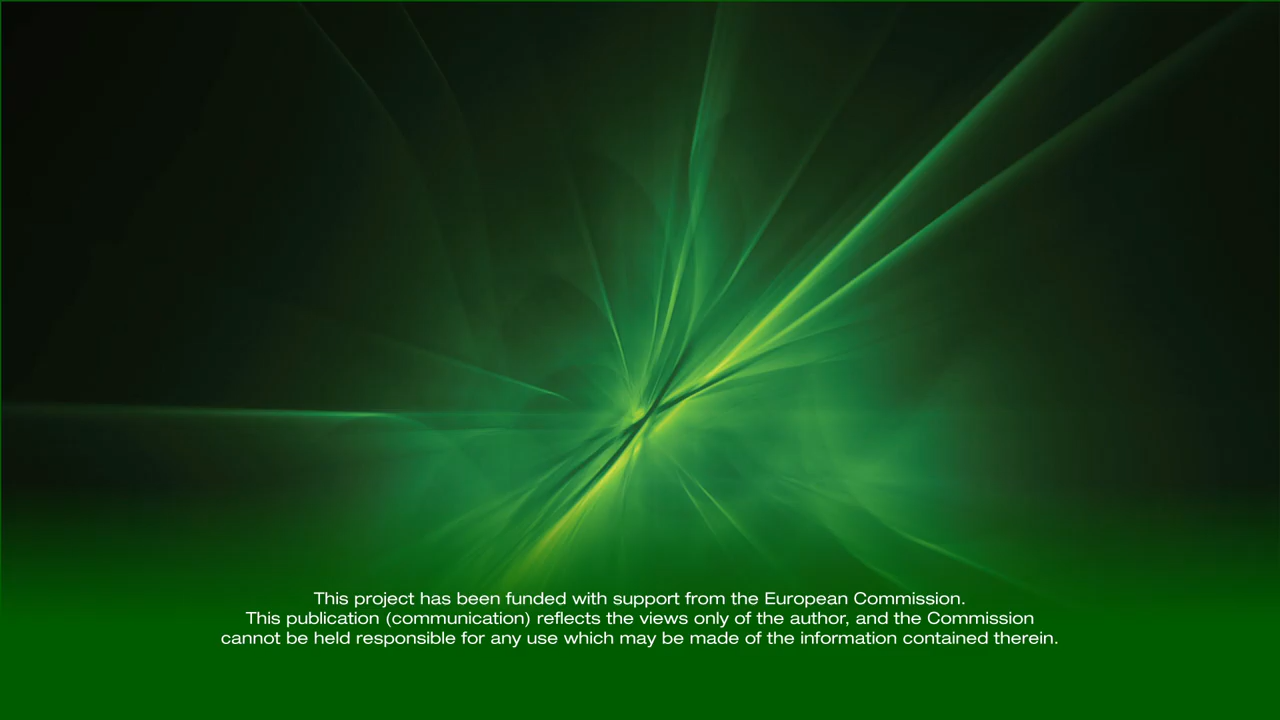 This project has been funded with support from the European Commission.
This publication (communication) reflects the views only of the author, and the Commission
cannot be held responsible for any use which may be made of the information contained therein.